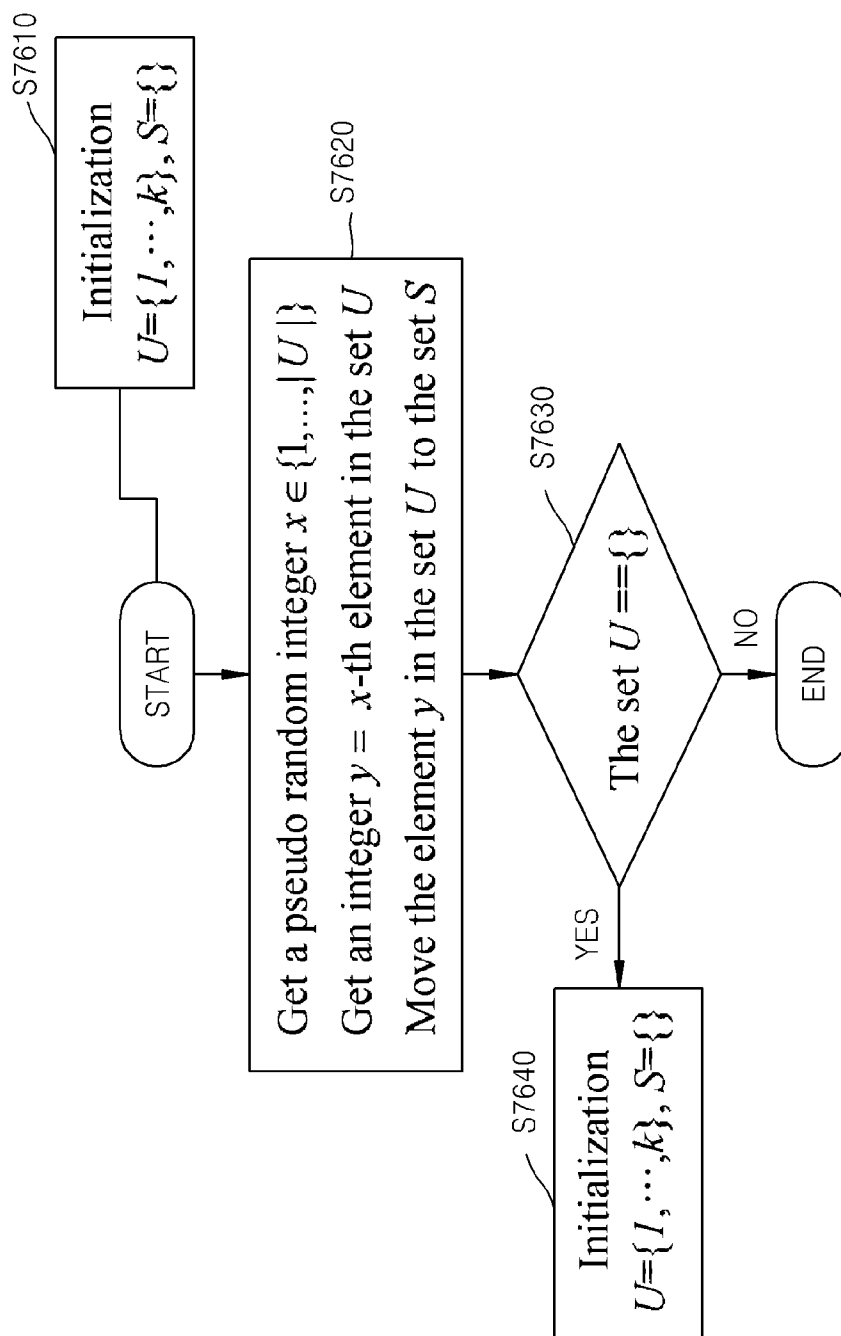 S7610
Initialization
U={1, ⋯,k}, S={}
START
S7620
Get a pseudo random integer x ∈ {1,...,| U |}
Get an integer y = x-th element in the set U
Move the element y in the set U to the set S
S7630
The set U =={}
YES
NO
S7640
Initialization
U={1, ⋯,k}, S={}
END